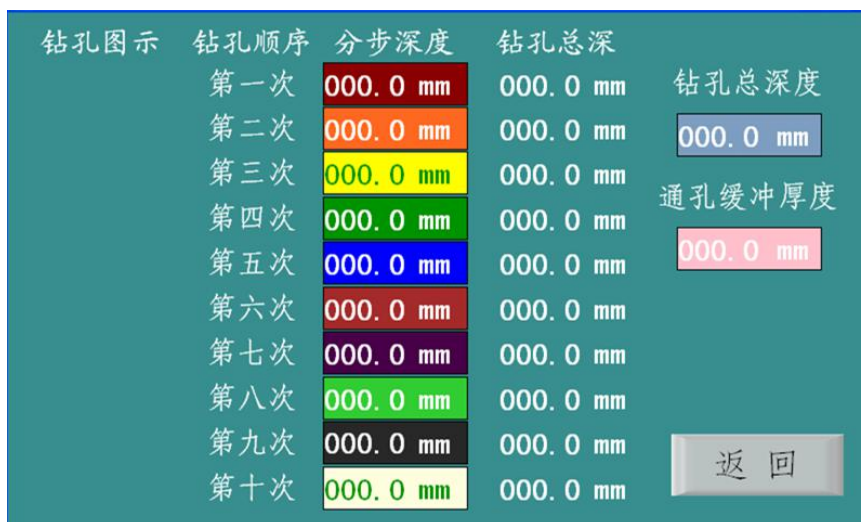 钻孔图示 钻孔顺序 分步深度 钻孔总深
第一次 000.0 mm 000.0 mm 钻孔总深度
第二次 000.0 mm 000.0 mm 000.0 mm
第三次 000.0 mm 000.0 mm
通孔缓冲厚度
第四次 000.0 mm 000.0 mm
第五次 000.0 mm 000.0 mm 000.0 mm
第六次 000.0 mm 000.0 mm
第七次 000.0 mm 000.0 mm
第八次 000.0 mm 000.0 mm
第九次 000.0 mm 000.0 mm
返回
第十次 000.0 mm 000.0 mm